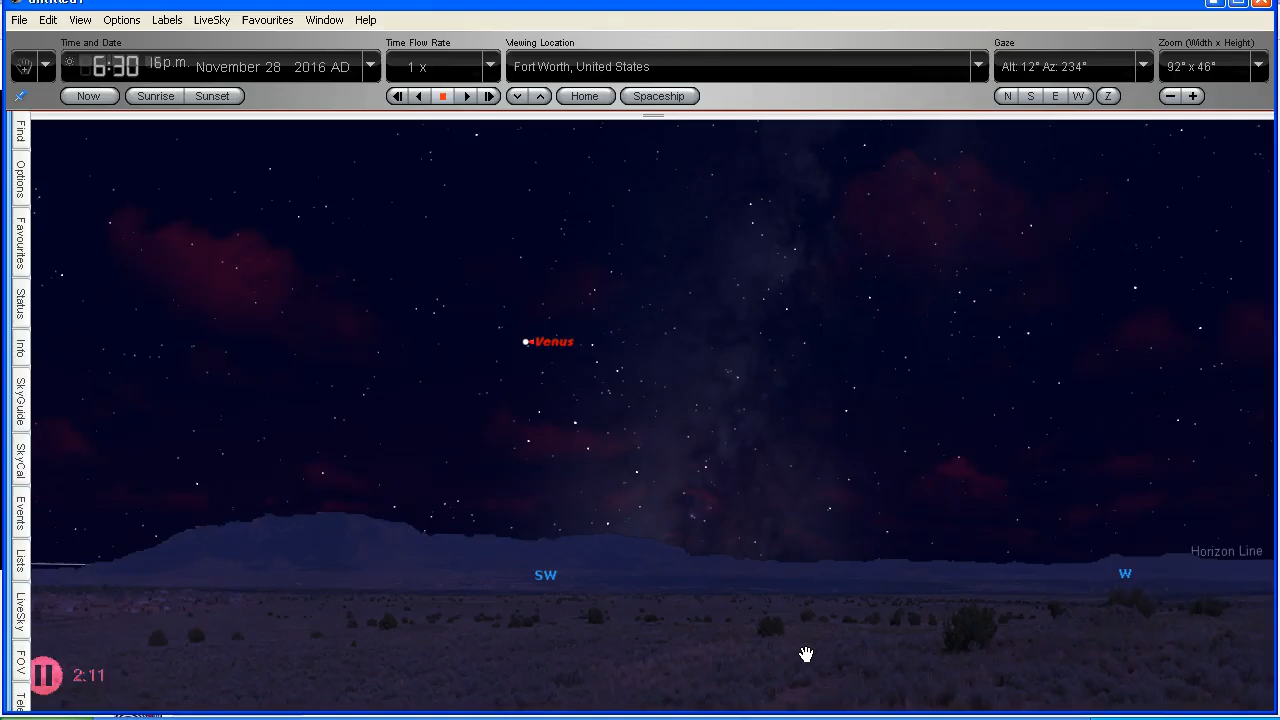 File Edit View Options Labels LiveSky Favourites Window Help
Time and Date Time Flow Rate Viewing Location Gaze Zoom (Width x Height)
6:30 p.m. November 28 2016 AD 1 x Fort Worth, United States Alt: 12° Az: 234° 92° x 46°
Now Sunrise Sunset Home Spaceship N S E W Z
Find
Options
Favourites
Status
Info
SkyGuide
SkyCal
Events
Lists
LiveSky
FOV
Venus
Horizon Line
SW W
2:11